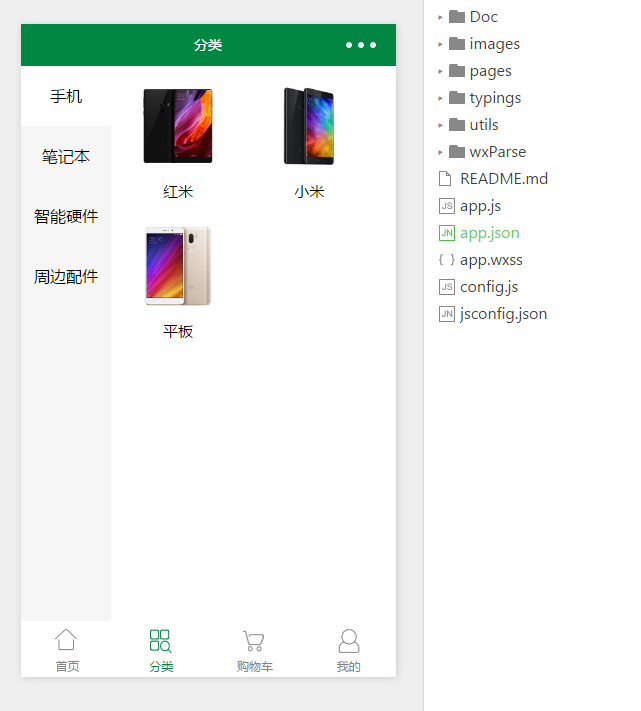 分类
手机
笔记本
智能硬件
周边配件
红米
小米
平板
首页
分类
购物车
我的
Doc
images
pages
typings
utils
wxParse
README.md
JS app.js
JN app.json
{ } app.wxss
JS config.js
JN jsconfig.json